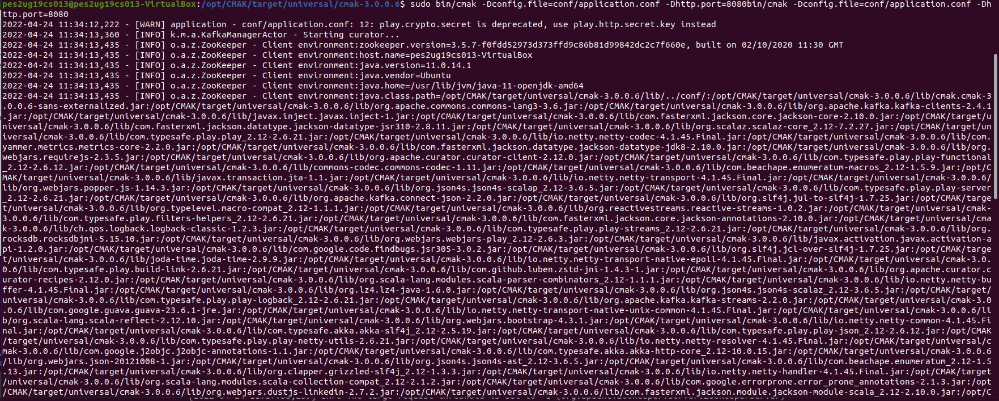 pes2ug19cs013@pes2ug19cs013-VirtualBox:/opt/CMAK/target/universal/cmak-3.0.0.6$ sudo bin/cmak -Dconfig.file=conf/application.conf -Dhttp.port=8080bin/cmak -Dconfig.file=conf/application.conf -Dh
ttp.port=8080
2022-04-24 11:34:12,222 - [WARN] application - conf/application.conf: 12: play.crypto.secret is deprecated, use play.http.secret.key instead
2022-04-24 11:34:13,360 - [INFO] k.m.a.KafkaManagerActor - Starting curator...
2022-04-24 11:34:13,435 - [INFO] o.a.z.ZooKeeper - Client environment:zookeeper.version=3.5.7-f0fdd52973d373ffd9c86b81d99842dc2c7f660e, built on 02/10/2020 11:30 GMT
2022-04-24 11:34:13,435 - [INFO] o.a.z.ZooKeeper - Client environment:host.name=pes2ug19cs013-VirtualBox
2022-04-24 11:34:13,435 - [INFO] o.a.z.ZooKeeper - Client environment:java.version=11.0.14.1
2022-04-24 11:34:13,435 - [INFO] o.a.z.ZooKeeper - Client environment:java.vendor=Ubuntu
2022-04-24 11:34:13,435 - [INFO] o.a.z.ZooKeeper - Client environment:java.home=/usr/lib/jvm/java-11-openjdk-amd64
2022-04-24 11:34:13,435 - [INFO] o.a.z.ZooKeeper - Client environment:java.class.path=/opt/CMAK/target/universal/cmak-3.0.0.6/lib/../conf/:/opt/CMAK/target/universal/cmak-3.0.0.6/lib/cmak.cmak-3
.0.0.6-sans-externalized.jar:/opt/CMAK/target/universal/cmak-3.0.0.6/lib/org.apache.commons.commons-lang3-3.6.jar:/opt/CMAK/target/universal/cmak-3.0.0.6/lib/org.apache.kafka.kafka-clients-2.4.1
.jar:/opt/CMAK/target/universal/cmak-3.0.0.6/lib/javax.inject.javax.inject-1.jar:/opt/CMAK/target/universal/cmak-3.0.0.6/lib/com.fasterxml.jackson.core.jackson-core-2.10.0.jar:/opt/CMAK/target/u
niversal/cmak-3.0.0.6/lib/com.fasterxml.jackson.datatype.jackson-datatype-jsr310-2.8.11.jar:/opt/CMAK/target/universal/cmak-3.0.0.6/lib/org.scalaz.scalaz-core_2.12-7.2.27.jar:/opt/CMAK/target/un
iversal/cmak-3.0.0.6/lib/com.typesafe.play.play_2.12-2.6.21.jar:/opt/CMAK/target/universal/cmak-3.0.0.6/lib/io.netty.netty-codec-4.1.45.Final.jar:/opt/CMAK/target/universal/cmak-3.0.0.6/lib/com.
yammer.metrics.metrics-core-2.2.0.jar:/opt/CMAK/target/universal/cmak-3.0.0.6/lib/com.fasterxml.jackson.datatype.jackson-datatype-jdk8-2.10.0.jar:/opt/CMAK/target/universal/cmak-3.0.0.6/lib/org.
webjars.requirejs-2.3.5.jar:/opt/CMAK/target/universal/cmak-3.0.0.6/lib/org.apache.curator.curator-client-2.12.0.jar:/opt/CMAK/target/universal/cmak-3.0.0.6/lib/com.typesafe.play.play-functional
_2.12-2.6.12.jar:/opt/CMAK/target/universal/cmak-3.0.0.6/lib/commons-codec.commons-codec-1.11.jar:/opt/CMAK/target/universal/cmak-3.0.0.6/lib/com.beachape.enumeratum-macros_2.12-1.5.9.jar:/opt/C
MAK/target/universal/cmak-3.0.0.6/lib/javax.transaction.jta-1.1.jar:/opt/CMAK/target/universal/cmak-3.0.0.6/lib/io.netty.netty-transport-4.1.45.Final.jar:/opt/CMAK/target/universal/cmak-3.0.0.6/
lib/org.webjars.popper.js-1.14.3.jar:/opt/CMAK/target/universal/cmak-3.0.0.6/lib/org.json4s.json4s-scalap_2.12-3.6.5.jar:/opt/CMAK/target/universal/cmak-3.0.0.6/lib/com.typesafe.play.play-server
_2.12-2.6.21.jar:/opt/CMAK/target/universal/cmak-3.0.0.6/lib/org.apache.kafka.connect-json-2.2.0.jar:/opt/CMAK/target/universal/cmak-3.0.0.6/lib/org.slf4j.jul-to-slf4j-1.7.25.jar:/opt/CMAK/targe
t/universal/cmak-3.0.0.6/lib/org.typelevel.macro-compat_2.12-1.1.1.jar:/opt/CMAK/target/universal/cmak-3.0.0.6/lib/org.reactivestreams.reactive-streams-1.0.2.jar:/opt/CMAK/target/universal/cmak-
3.0.0.6/lib/com.typesafe.play.filters-helpers_2.12-2.6.21.jar:/opt/CMAK/target/universal/cmak-3.0.0.6/lib/com.fasterxml.jackson.core.jackson-annotations-2.10.0.jar:/opt/CMAK/target/universal/cma
k-3.0.0.6/lib/ch.qos.logback.logback-classic-1.2.3.jar:/opt/CMAK/target/universal/cmak-3.0.0.6/lib/com.typesafe.play.play-streams_2.12-2.6.21.jar:/opt/CMAK/target/universal/cmak-3.0.0.6/lib/org.
rocksdb.rocksdbjni-5.15.10.jar:/opt/CMAK/target/universal/cmak-3.0.0.6/lib/org.webjars.webjars-play_2.12-2.6.3.jar:/opt/CMAK/target/universal/cmak-3.0.0.6/lib/javax.activation.javax.activation-a
pi-1.2.0.jar:/opt/CMAK/target/universal/cmak-3.0.0.6/lib/com.google.code.findbugs.jsr305-3.0.2.jar:/opt/CMAK/target/universal/cmak-3.0.0.6/lib/org.slf4j.jcl-over-slf4j-1.7.25.jar:/opt/CMAK/targe
t/universal/cmak-3.0.0.6/lib/joda-time.joda-time-2.9.9.jar:/opt/CMAK/target/universal/cmak-3.0.0.6/lib/io.netty.netty-transport-native-epoll-4.1.45.Final.jar:/opt/CMAK/target/universal/cmak-3.0.
0.6/lib/com.typesafe.play.build-link-2.6.21.jar:/opt/CMAK/target/universal/cmak-3.0.0.6/lib/com.github.luben.zstd-jni-1.4.3-1.jar:/opt/CMAK/target/universal/cmak-3.0.0.6/lib/org.apache.curator.c
urator-recipes-2.12.0.jar:/opt/CMAK/target/universal/cmak-3.0.0.6/lib/org.scala-lang.modules.scala-parser-combinators_2.12-1.1.1.jar:/opt/CMAK/target/universal/cmak-3.0.0.6/lib/io.netty.netty-bu
ffer-4.1.45.Final.jar:/opt/CMAK/target/universal/cmak-3.0.0.6/lib/org.lz4.lz4-java-1.6.0.jar:/opt/CMAK/target/universal/cmak-3.0.0.6/lib/org.json4s.json4s-scalaz_2.12-3.6.5.jar:/opt/CMAK/target/
universal/cmak-3.0.0.6/lib/com.typesafe.play.play-logback_2.12-2.6.21.jar:/opt/CMAK/target/universal/cmak-3.0.0.6/lib/org.apache.kafka.kafka-streams-2.2.0.jar:/opt/CMAK/target/universal/cmak-3.0
.0.6/lib/com.google.guava.guava-23.6.1-jre.jar:/opt/CMAK/target/universal/cmak-3.0.0.6/lib/io.netty.netty-transport-native-unix-common-4.1.45.Final.jar:/opt/CMAK/target/universal/cmak-3.0.0.6/li
b/org.scala-lang.scala-reflect-2.12.10.jar:/opt/CMAK/target/universal/cmak-3.0.0.6/lib/org.webjars.bootstrap-4.3.1.jar:/opt/CMAK/target/universal/cmak-3.0.0.6/lib/io.netty.netty-common-4.1.45.Fi
nal.jar:/opt/CMAK/target/universal/cmak-3.0.0.6/lib/com.typesafe.akka.akka-slf4j_2.12-2.5.19.jar:/opt/CMAK/target/universal/cmak-3.0.0.6/lib/com.typesafe.play.play-json_2.12-2.6.12.jar:/opt/CMAK
/target/universal/cmak-3.0.0.6/lib/com.typesafe.play.play-netty-utils-2.6.21.jar:/opt/CMAK/target/universal/cmak-3.0.0.6/lib/io.netty.netty-resolver-4.1.45.Final.jar:/opt/CMAK/target/universal/c
mak-3.0.0.6/lib/com.google.j2objc.j2objc-annotations-1.1.jar:/opt/CMAK/target/universal/cmak-3.0.0.6/lib/com.typesafe.akka.akka-http-core_2.12-10.0.15.jar:/opt/CMAK/target/universal/cmak-3.0.0.6
/lib/org.webjars.json-20121008-1.jar:/opt/CMAK/target/universal/cmak-3.0.0.6/lib/org.json4s.json4s-ast_2.12-3.6.5.jar:/opt/CMAK/target/universal/cmak-3.0.0.6/lib/com.beachape.enumeratum_2.12-1.5
.13.jar:/opt/CMAK/target/universal/cmak-3.0.0.6/lib/org.clapper.grizzled-slf4j_2.12-1.3.3.jar:/opt/CMAK/target/universal/cmak-3.0.0.6/lib/io.netty.netty-handler-4.1.45.Final.jar:/opt/CMAK/target
/universal/cmak-3.0.0.6/lib/org.scala-lang.modules.scala-collection-compat_2.12-2.1.2.jar:/opt/CMAK/target/universal/cmak-3.0.0.6/lib/com.google.errorprone.error_prone_annotations-2.1.3.jar:/opt
/CMAK/target/universal/cmak-3.0.0.6/lib/org.webjars.dustjs-linkedin-2.7.2.jar:/opt/CMAK/target/universal/cmak-3.0.0.6/lib/com.fasterxml.jackson.module.jackson-module-scala_2.12-2.10.0.jar:/opt/C